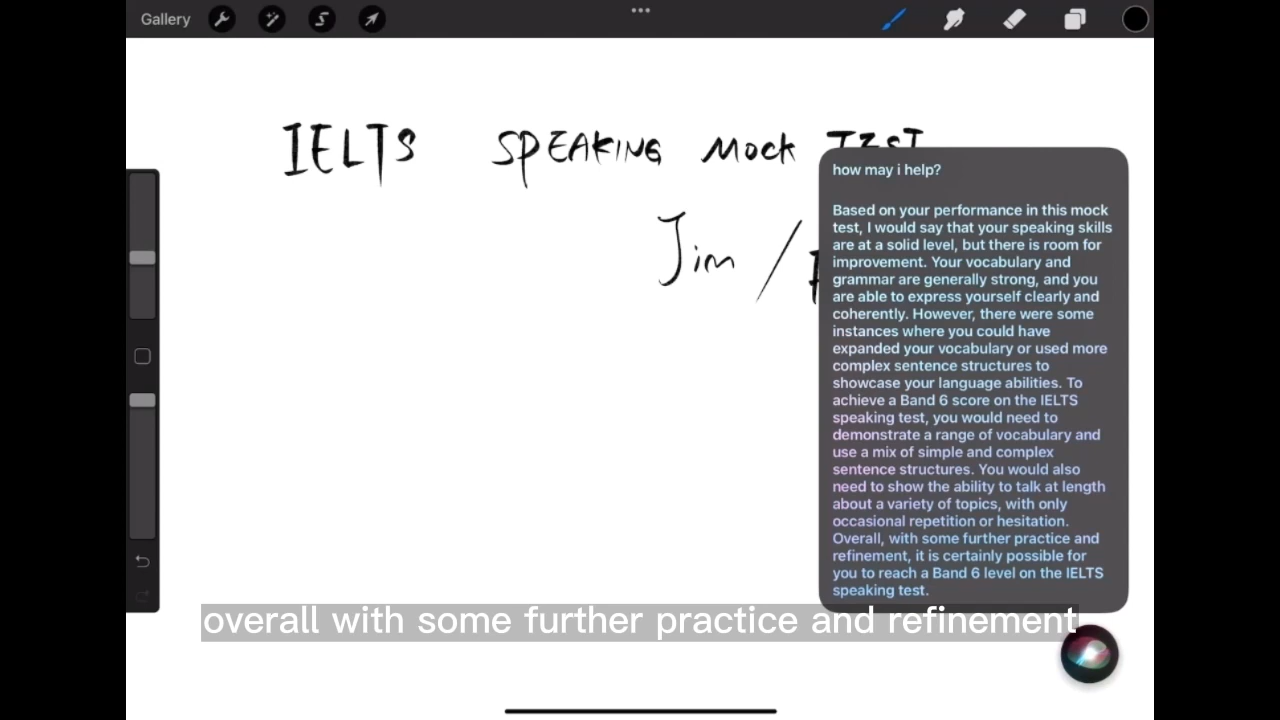 Gallery
IELTS SPEAKING MOCK TEST
Jim /
how may i help?
Based on your performance in this mock
test, I would say that your speaking skills
are at a solid level, but there is room for
improvement. Your vocabulary and
grammar are generally strong, and you
are able to express yourself clearly and
coherently. However, there were some
instances where you could have
expanded your vocabulary or used more
complex sentence structures to
showcase your language abilities. To
achieve a Band 6 score on the IELTS
speaking test, you would need to
demonstrate a range of vocabulary and
use a mix of simple and complex
sentence structures. You would also
need to show the ability to talk at length
about a variety of topics, with only
occasional repetition or hesitation.
Overall, with some further practice and
refinement, it is certainly possible for
you to reach a Band 6 level on the IELTS
speaking test.
overall with some further practice and refinement